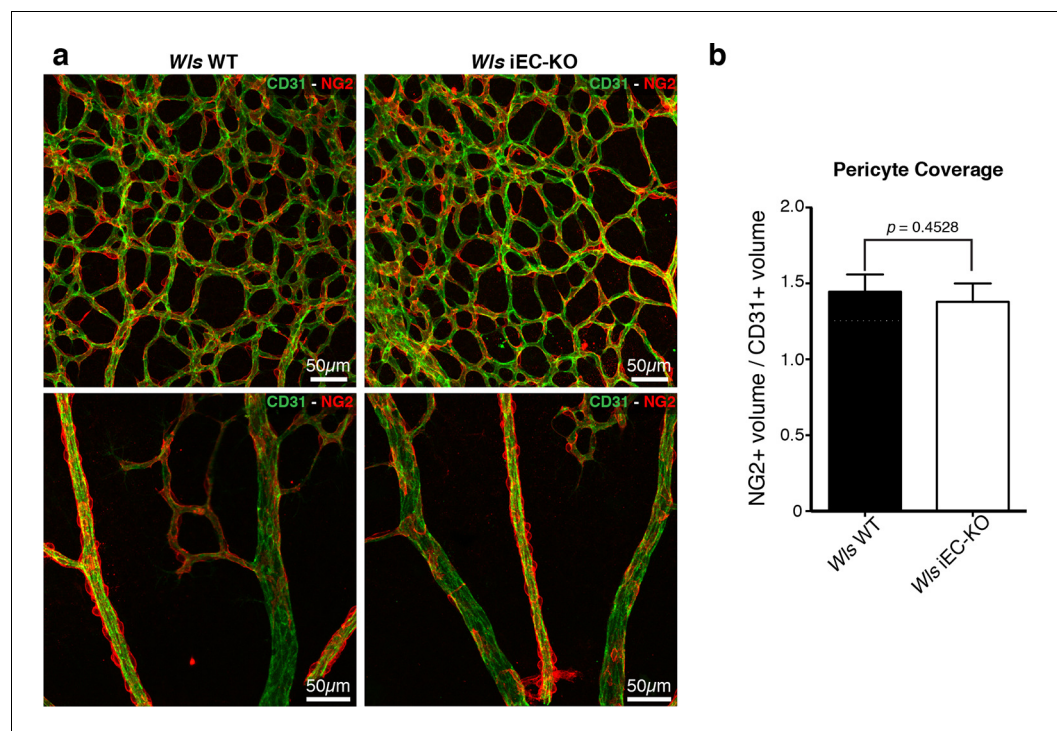 a
Wls WT
Wls iEC-KO
b
CD31 - NG2
CD31 - NG2
50µm
50µm
CD31 - NG2
CD31 - NG2
50µm
50µm
Pericyte Coverage
NG2+ volume / CD31+ volume
2.0
1.5
1.0
0.5
0
p = 0.4528
Wls WT
Wls iEC-KO